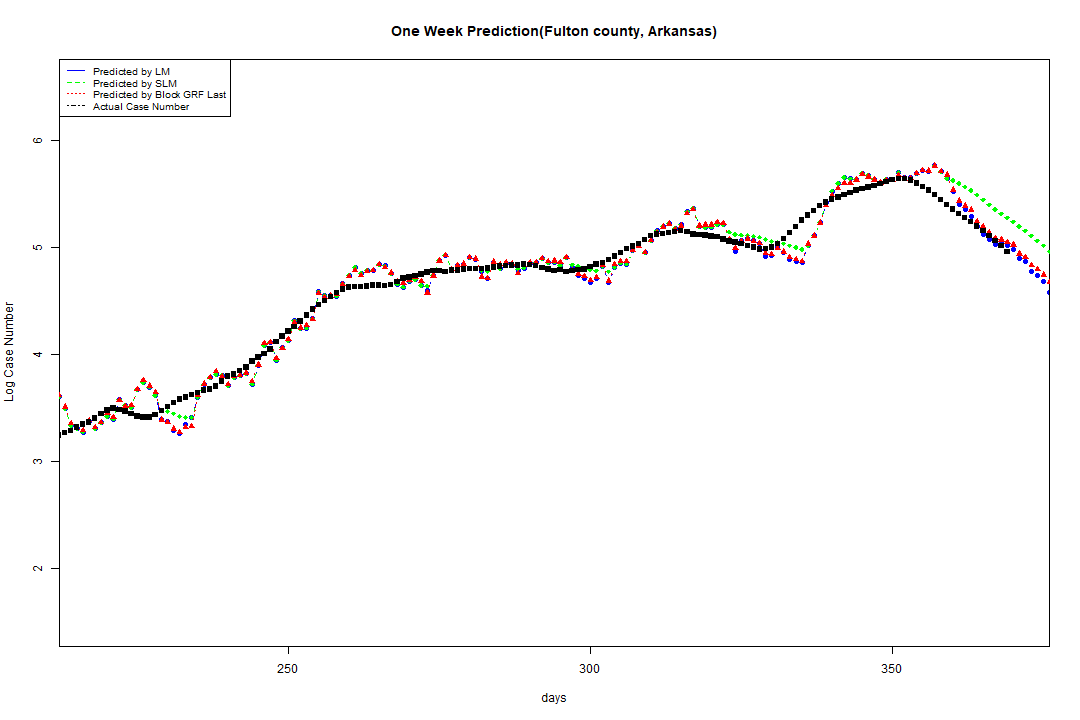 One Week Prediction(Fulton county, Arkansas)
Predicted by LM
Predicted by SLM
Predicted by Block GRF Last
Actual Case Number
6
5
4
3
2
Log Case Number
250 300 350
days